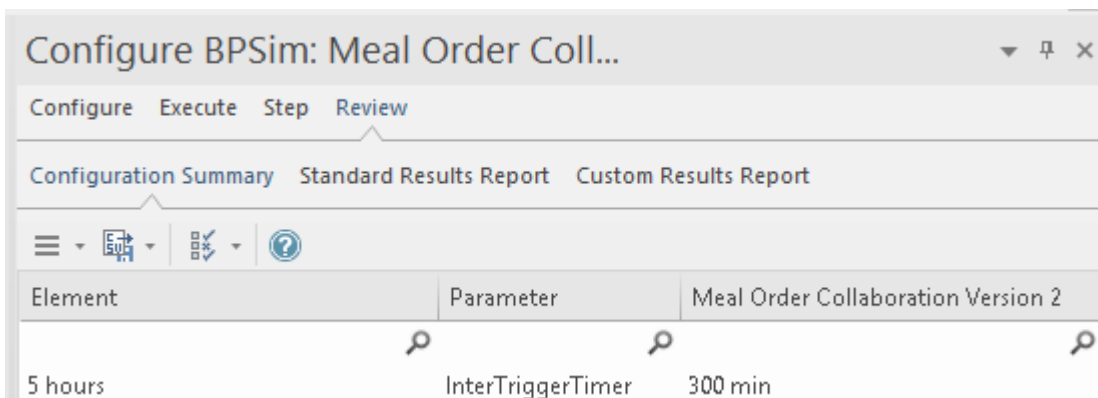 Configure BPSim: Meal Order Coll...
Configure Execute Step Review
Configuration Summary Standard Results Report Custom Results Report
Element Parameter Meal Order Collaboration Version 2
5 hours InterTriggerTimer 300 min